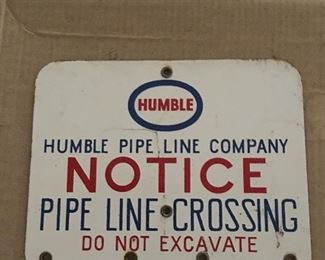 HUMBLE
HUMBLE PIPE LINE COMPANY
NOTICE
PIPE LINE CROSSING
DO NOT EXCAVATE